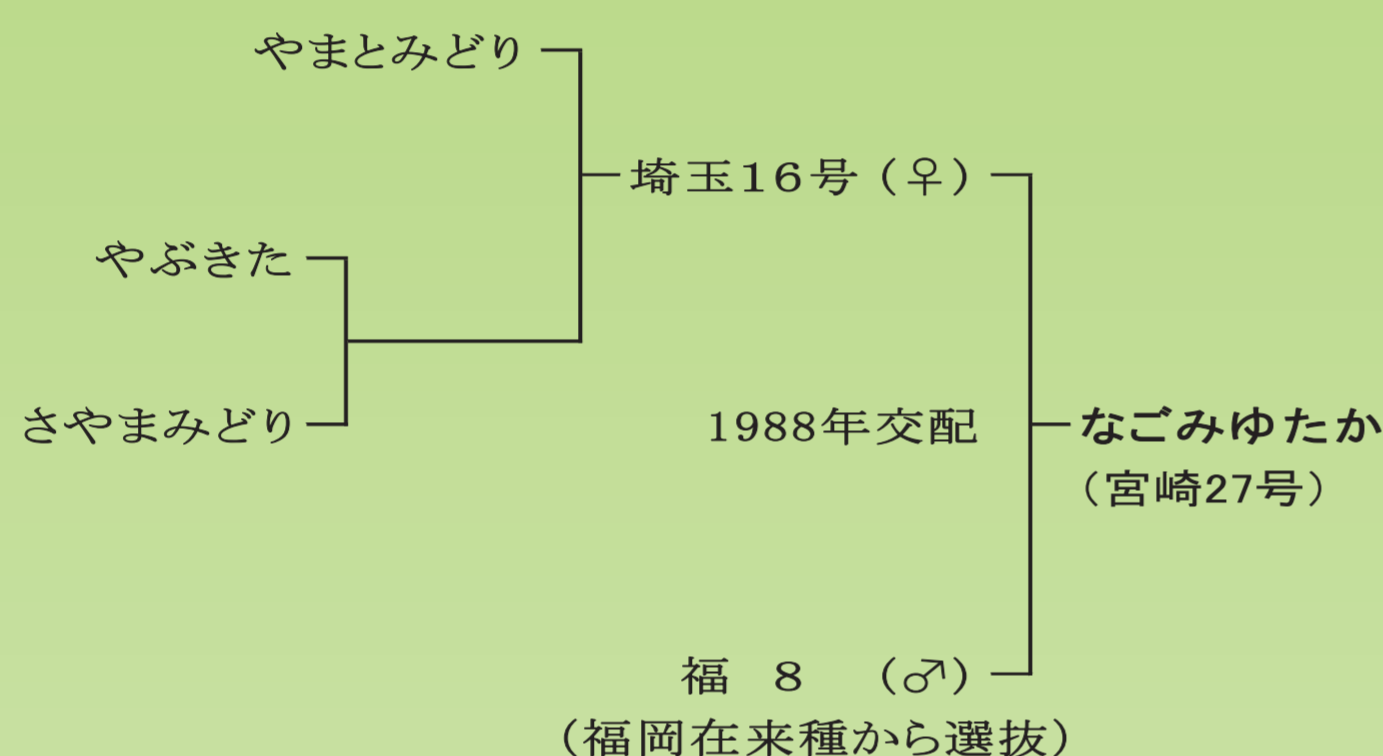 やまとみどり
埼玉16号(♀)
やぶきた
さやまみどり
1988年交配
なごみゆたか
(宮崎27号)
福 8 (♂)
(福岡在来種から選抜)